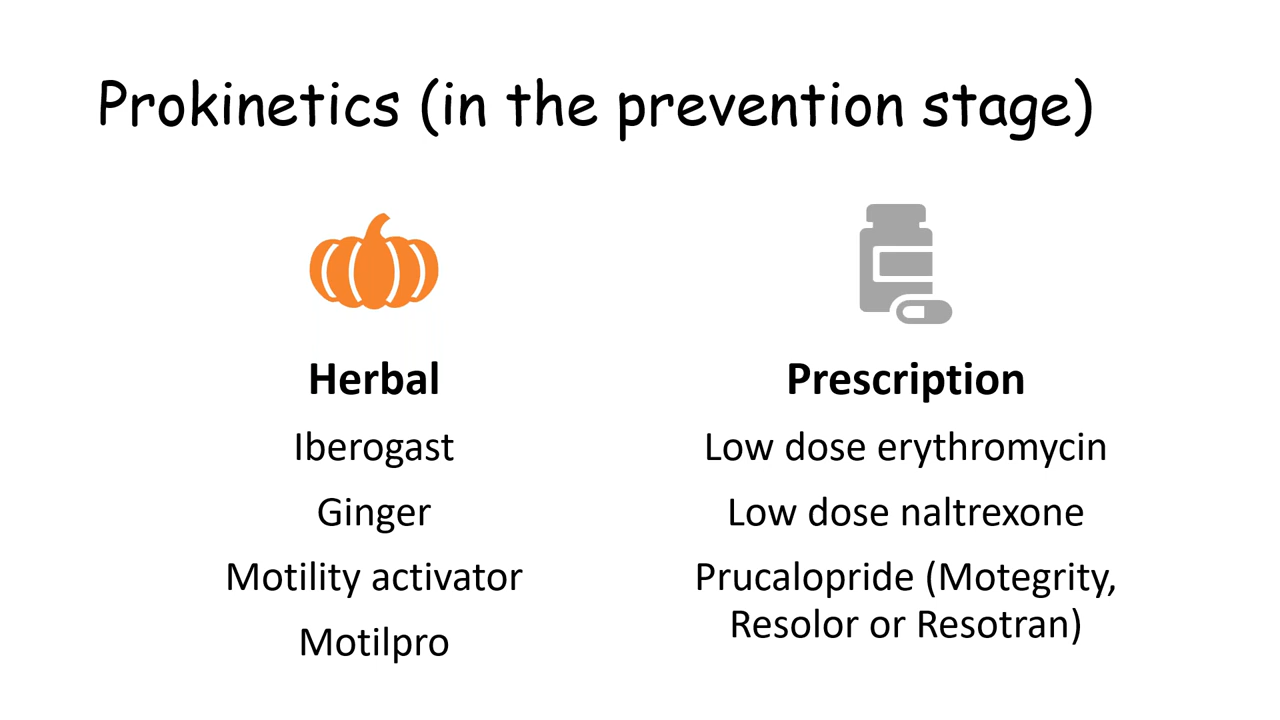 Prokinetics (in the prevention stage)
Herbal
Iberogast
Ginger
Motility activator
Motilpro
Prescription
Low dose erythromycin
Low dose naltrexone
Prucalopride (Motegrity,
Resolor or Resotran)